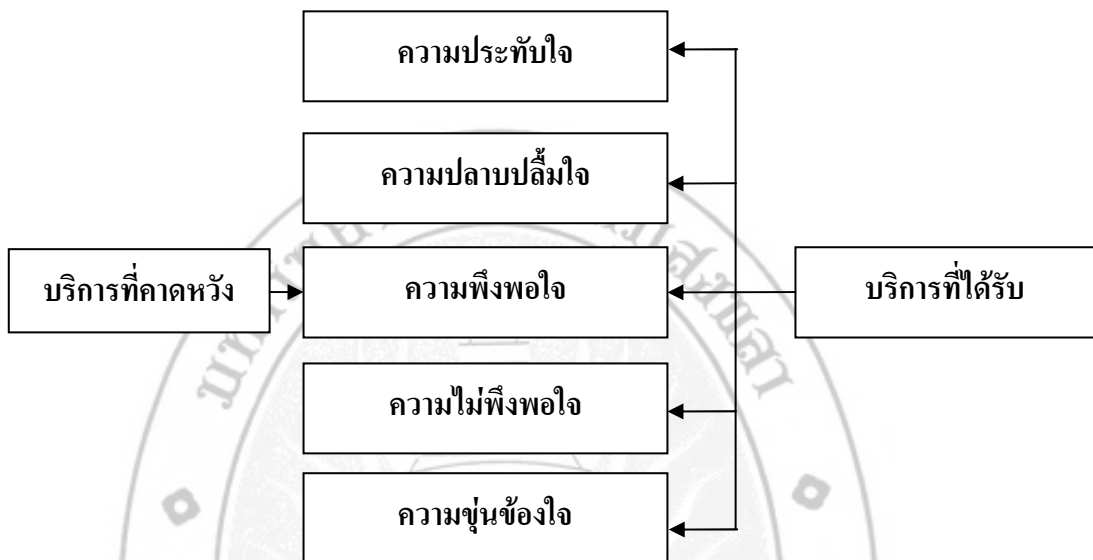 ความประทับใจ
ความปลาบปลื้มใจ
บริการที่คาดหวัง
ความพึงพอใจ
บริการที่ได้รับ
ความไม่พึงพอใจ
ความขุ่นข้องใจ